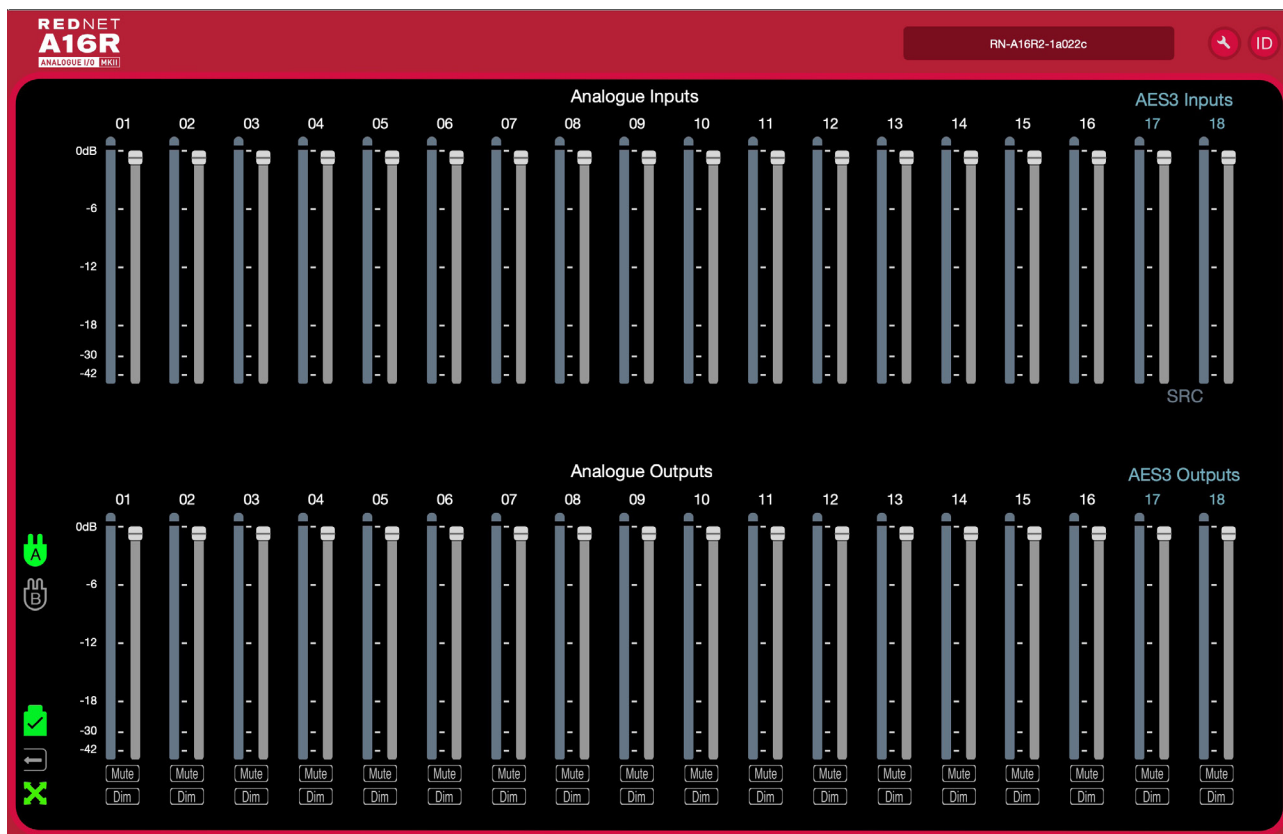 REDNET
A16R
ANALOGUE I/O MKII
RN-A16R2-1a022c
ID
Analogue Inputs
AES3 Inputs
01 02 03 04 05 06 07 08 09 10 11 12 13 14 15 16 17 18
0dB
-6
-12
-18
-30
-42
SRC
Analogue Outputs
AES3 Outputs
01 02 03 04 05 06 07 08 09 10 11 12 13 14 15 16 17 18
0dB
A
-6
B
-12
-18
-30
-42
Mute Mute Mute Mute Mute Mute Mute Mute Mute Mute Mute Mute Mute Mute Mute Mute Mute Mute
Dim Dim Dim Dim Dim Dim Dim Dim Dim Dim Dim Dim Dim Dim Dim Dim Dim Dim